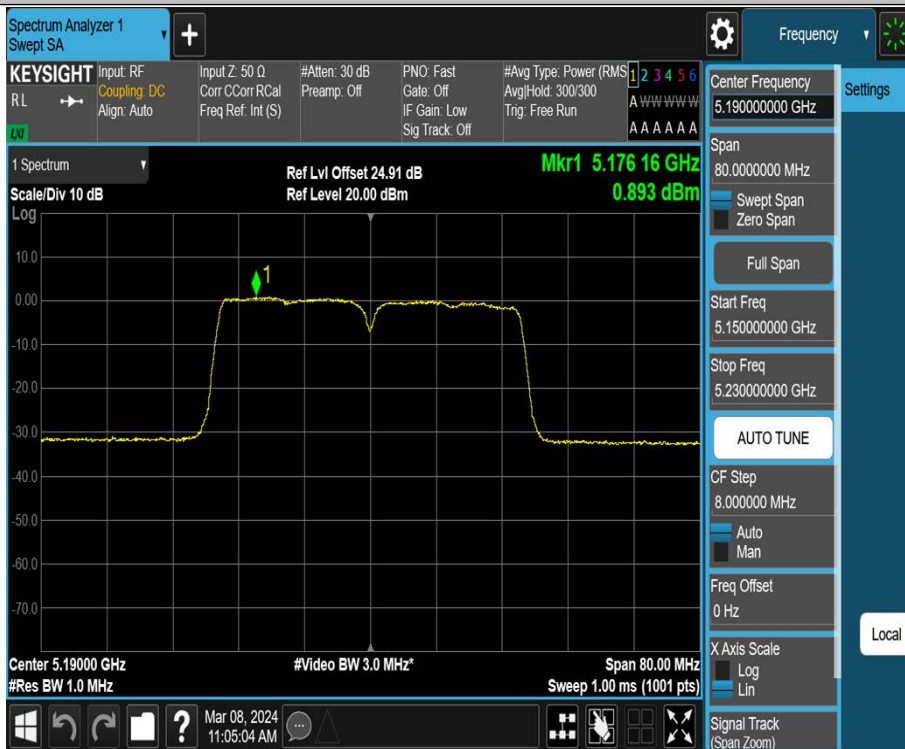 Spectrum Analyzer 1
Swept SA
+
Frequency
KEYSIGHT
RL
LXI
Input: RF
Coupling: DC
Align: Auto
Input Z: 50 Ω
Corr CCorr RCal
Freq Ref: Int (S)
#Atten: 30 dB
Preamp: Off
PNO: Fast
Gate: Off
IF Gain: Low
Sig Track: Off
#Avg Type: Power (RMS
Avg|Hold: 300/300
Trig: Free Run
1 2 3 4 5 6
A W W W W W
A A A A A A
1 Spectrum
Scale/Div 10 dB
Log
Ref Lvl Offset 24.91 dB
Ref Level 20.00 dBm
Mkr1 5.176 16 GHz
0.893 dBm
10.0
0.00
-10.0
-20.0
-30.0
-40.0
-50.0
-60.0
-70.0
1
Center 5.19000 GHz
#Res BW 1.0 MHz
#Video BW 3.0 MHz*
Span 80.00 MHz
Sweep 1.00 ms (1001 pts)
Center Frequency
5.190000000 GHz
Span
80.0000000 MHz
Swept Span
Zero Span
Full Span
Start Freq
5.150000000 GHz
Stop Freq
5.230000000 GHz
AUTO TUNE
CF Step
8.000000 MHz
Auto
Man
Freq Offset
0 Hz
X Axis Scale
Log
Lin
Signal Track
(Span Zoom)
Settings
Local
?
Mar 08, 2024
11:05:04 AM